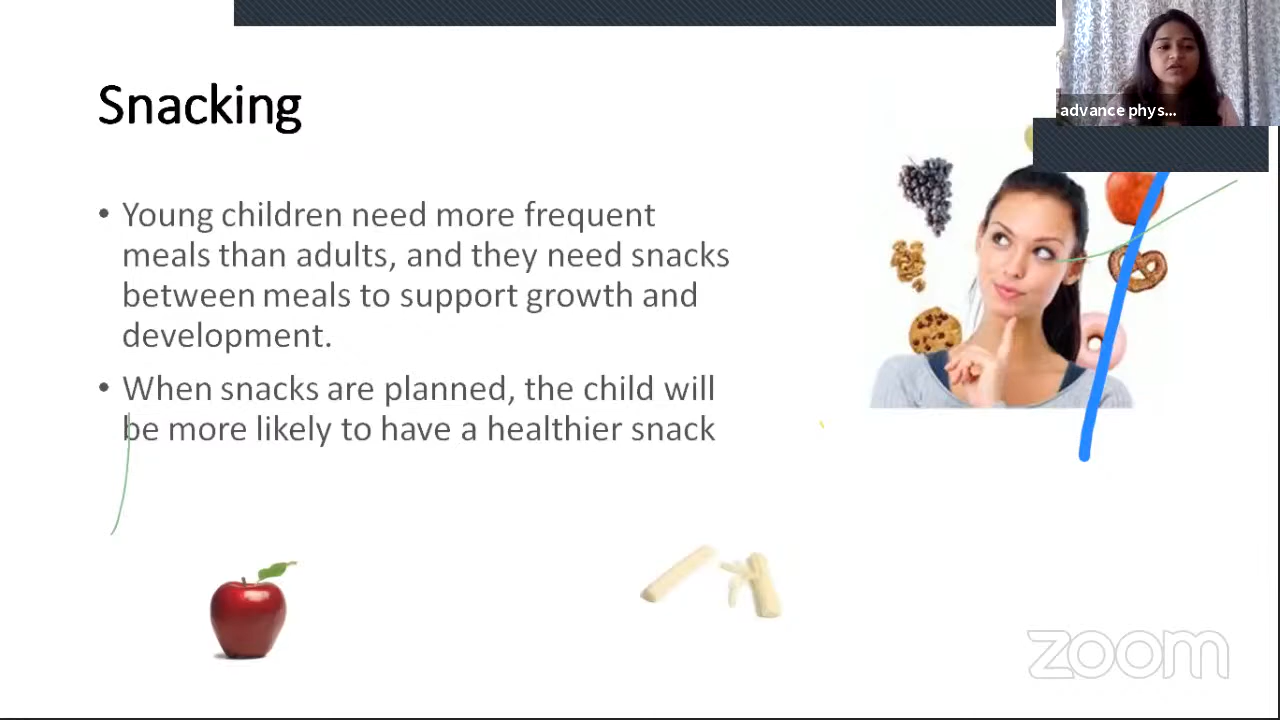 Snacking
• Young children need more frequent
meals than adults, and they need snacks
between meals to support growth and
development.
• When snacks are planned, the child will
be more likely to have a healthier snack
advance phys...
zoom